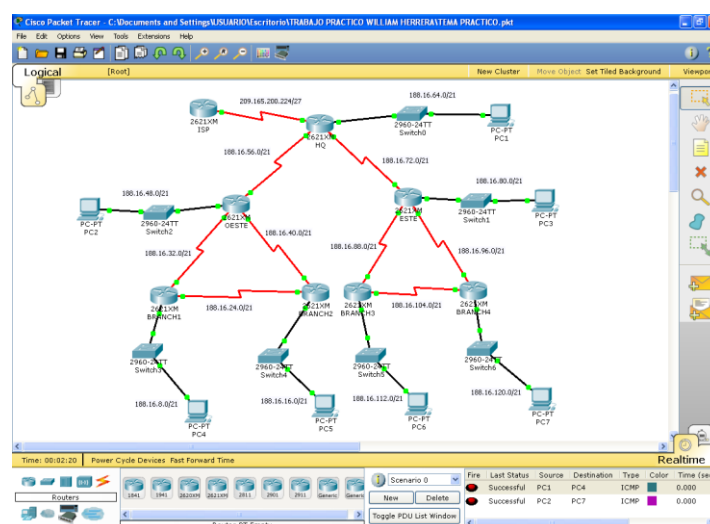 Cisco Packet Tracer - C:\Documents and Settings\USUARIO\Escritorio\TRABAJO PRACTICO WILLIAM HERRERA\TEMA PRACTICO.pkt
File Edit Options View Tools Extensions Help
Logical [Root] New Cluster Move Object Set Tiled Background Viewport
209.165.200.224/27
2621XM
ISP
2621XM
HQ
188.16.64.0/21
2960-24TT
Switch0
PC-PT
PC1
188.16.56.0/21
188.16.72.0/21
188.16.48.0/21
PC-PT
PC2
2960-24TT
Switch2
2621XM
OESTE
2621XM
ESTE
188.16.80.0/21
2960-24TT
Switch1
PC-PT
PC3
188.16.32.0/21
188.16.40.0/21
188.16.88.0/21
188.16.96.0/21
2621XM
BRANCH1
188.16.24.0/21
2621XM
BRANCH2
2621XM
BRANCH3
188.16.104.0/21
2621XM
BRANCH4
2960-24TT
Switch3
2960-24TT
Switch4
2960-24TT
Switch5
2960-24TT
Switch6
188.16.8.0/21
PC-PT
PC4
188.16.16.0/21
PC-PT
PC5
188.16.112.0/21
PC-PT
PC6
188.16.120.0/21
PC-PT
PC7
Time: 00:02:20 Power Cycle Devices Fast Forward Time Realtime
Routers
1841 1941 2620XM 2621XM 2811 2901 2911 Generic Generic
Scenario 0
New Delete
Toggle PDU List Window
Fire Last Status Source Destination Type Color Time (sec
Successful PC1 PC4 ICMP 0.000
Successful PC2 PC7 ICMP 0.000